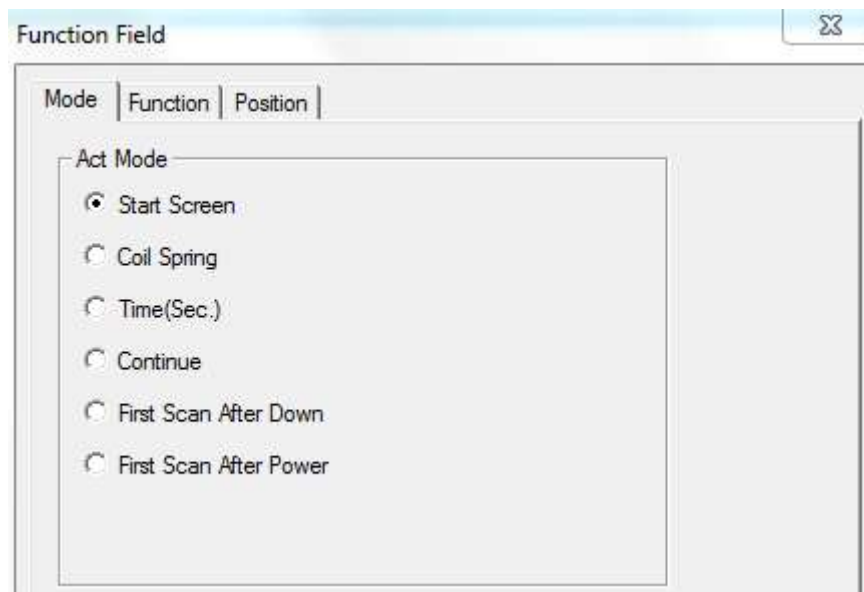 Function Field
Mode Function Position
Act Mode
Start Screen
Coil Spring
Time(Sec.)
Continue
First Scan After Down
First Scan After Power